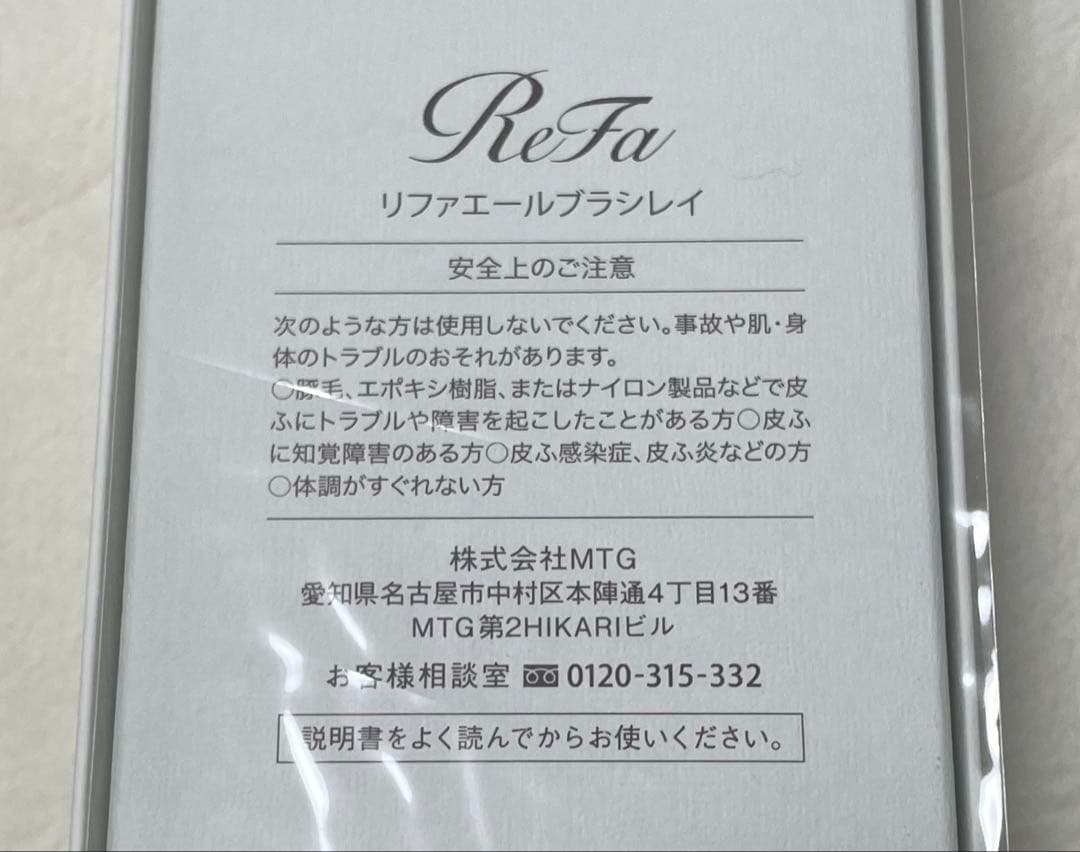 ReFa
リファエールブラシレイ
安全上のご注意
次のような方は使用しないでください。事故や肌・身
体のトラブルのおそれがあります。
○豚毛、エポキシ樹脂、またはナイロン製品などで皮
ふにトラブルや障害を起こしたことがある方○皮ふ
に知覚障害のある方○皮ふ感染症、皮ふ炎などの方
○体調がすぐれない方
株式会社MTG
愛知県名古屋市中村区本陣通4丁目13番
MTG第2HIKARIビル
お客様相談室 0120-315-332
説明書をよく読んでからお使いください。